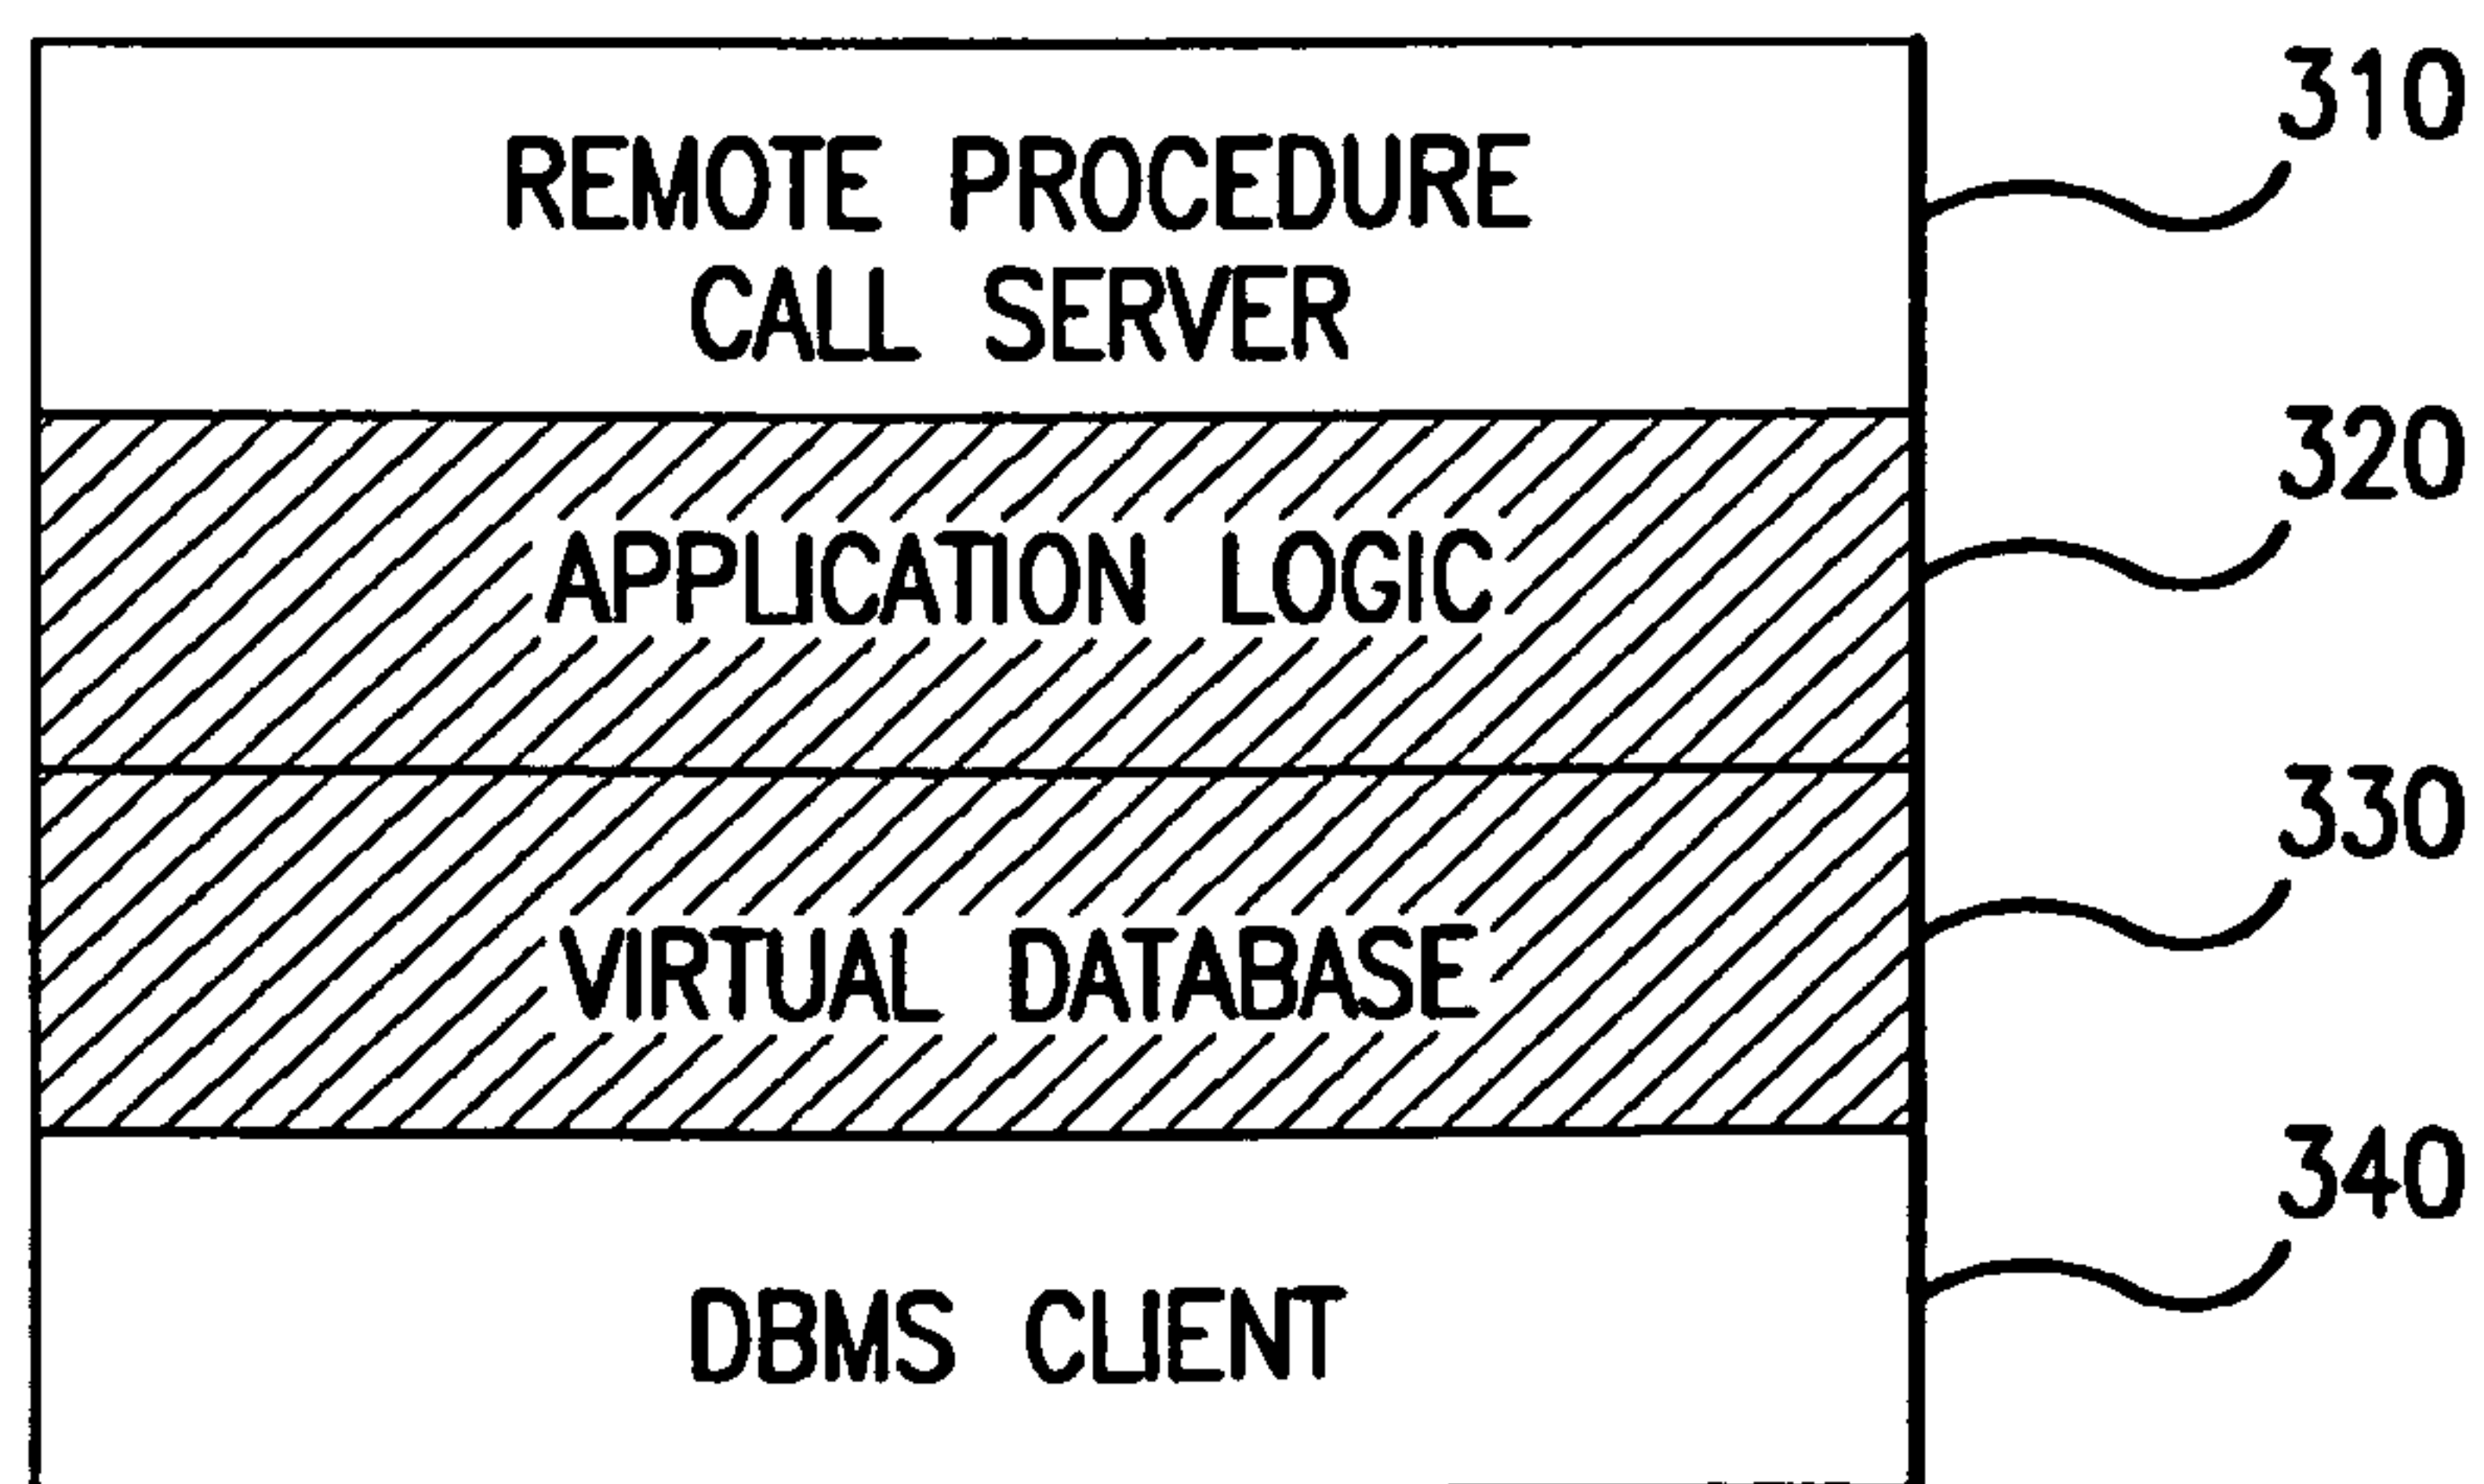 310
REMOTE PROCEDURE
CALL SERVER
320
APPLICATION LOGIC
330
VIRTUAL DATABASE
340
DBMS CLIENT